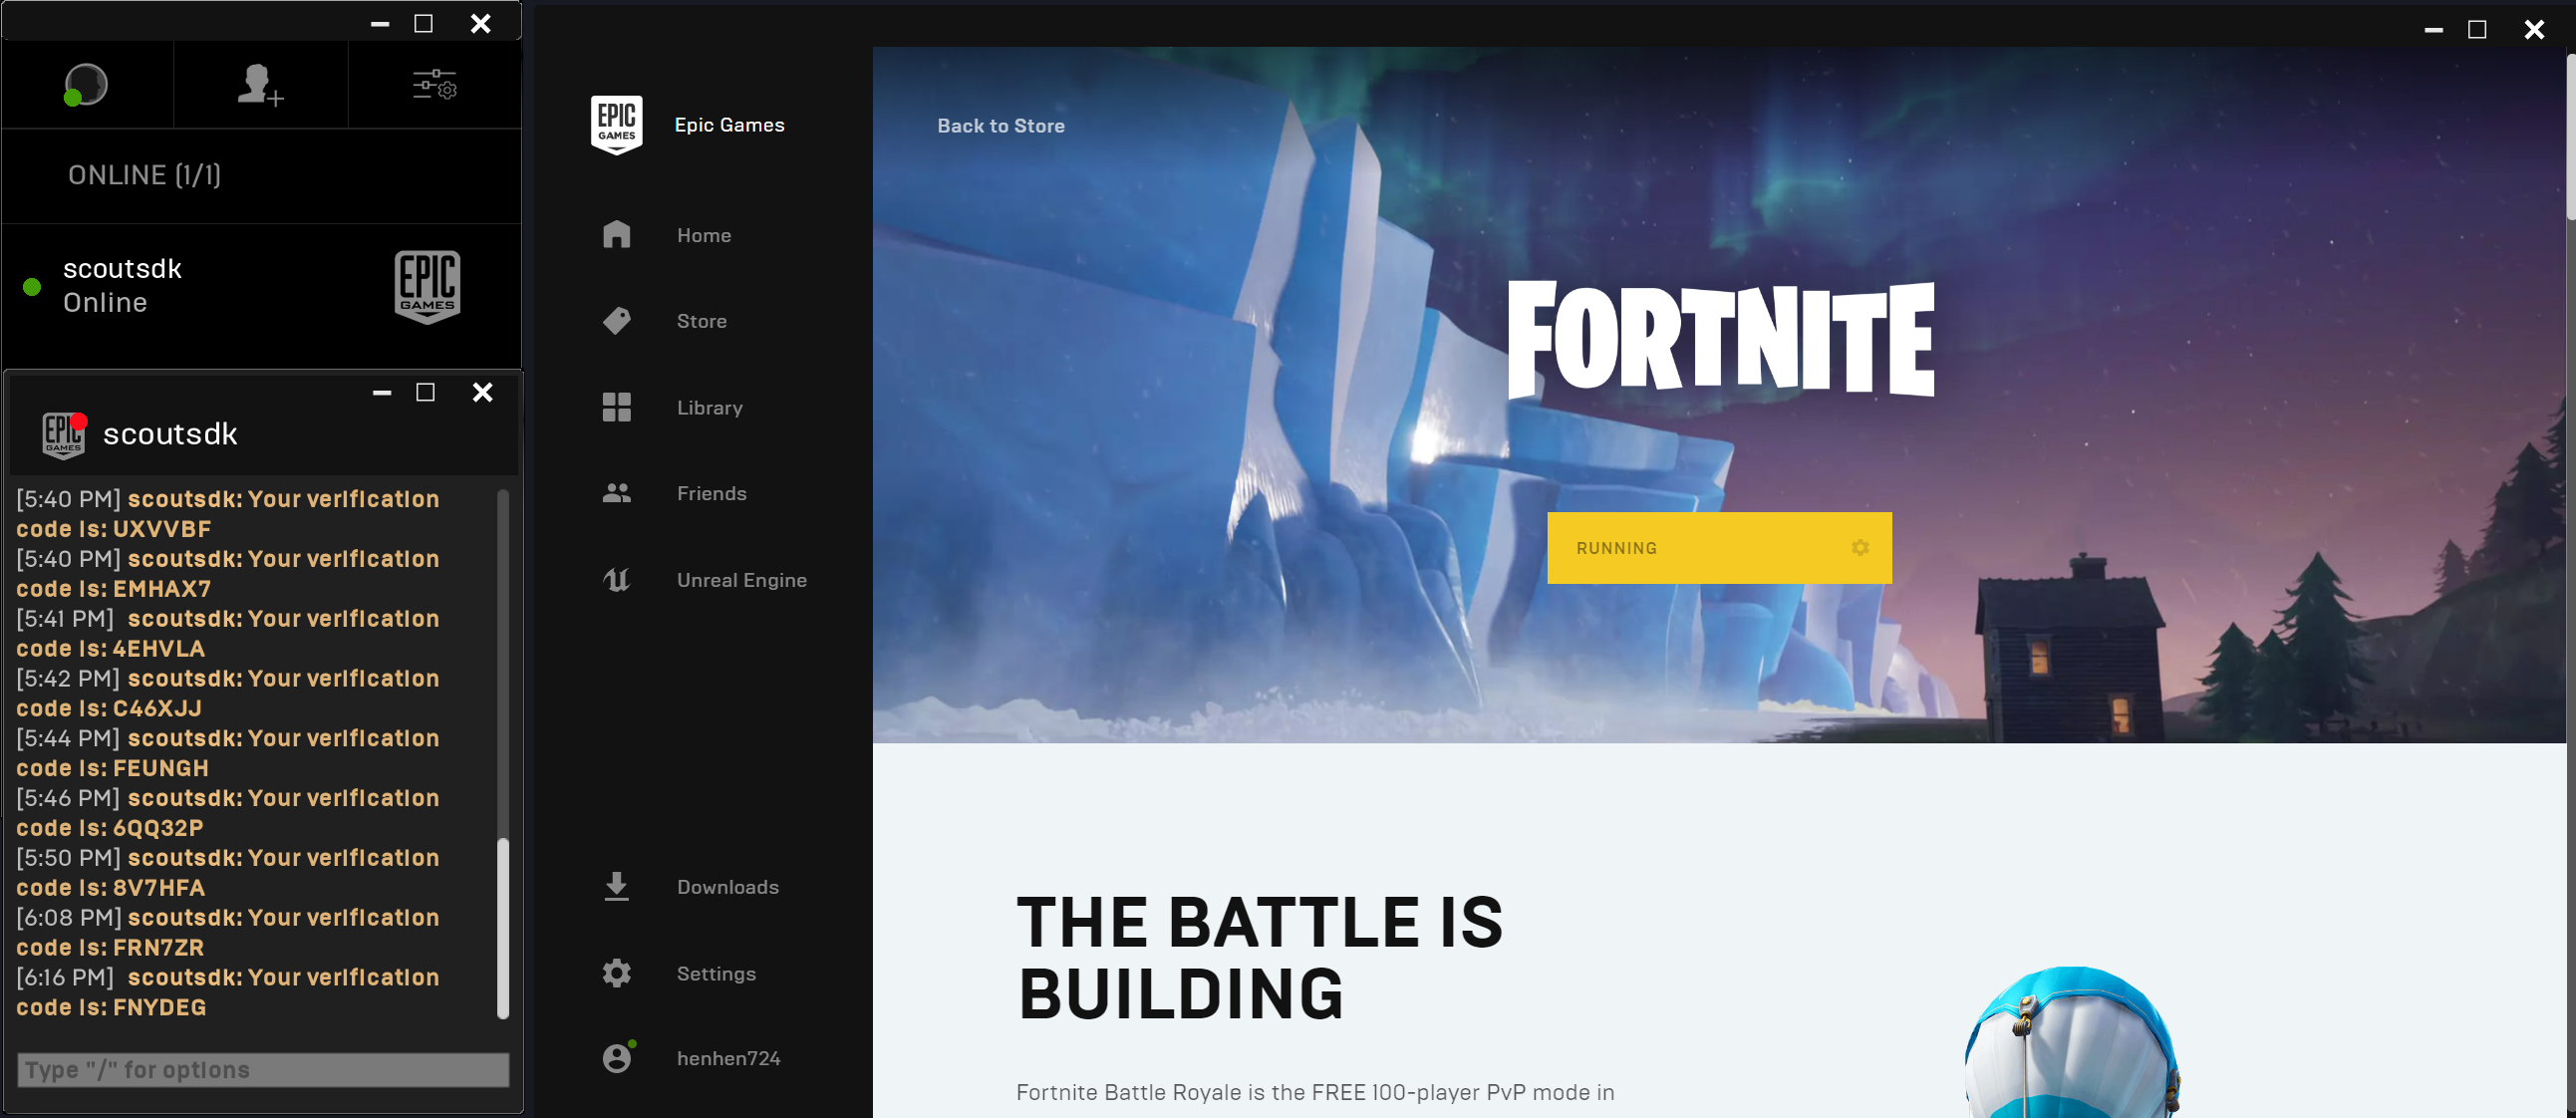 ONLINE (1/1)
scoutsdk
Online
EPIC
GAMES
EPIC
GAMES
scoutsdk
[5:40 PM] scoutsdk: Your verification
code is: UXVVBF
[5:40 PM] scoutsdk: Your verification
code is: EMHAX7
[5:41 PM] scoutsdk: Your verification
code is: 4EHVLA
[5:42 PM] scoutsdk: Your verification
code is: C46XJJ
[5:44 PM] scoutsdk: Your verification
code is: FEUNGH
[5:46 PM] scoutsdk: Your verification
code is: 6QQ32P
[5:50 PM] scoutsdk: Your verification
code is: 8V7HFA
[6:08 PM] scoutsdk: Your verification
code is: FRN7ZR
[6:16 PM] scoutsdk: Your verification
code is: FNYDEG
Type "/" for options
EPIC
GAMES
Epic Games
Home
Store
Library
Friends
Unreal Engine
Downloads
Settings
henhen724
Back to Store
FORTNITE
RUNNING
THE BATTLE IS
BUILDING
Fortnite Battle Royale is the FREE 100-player PvP mode in